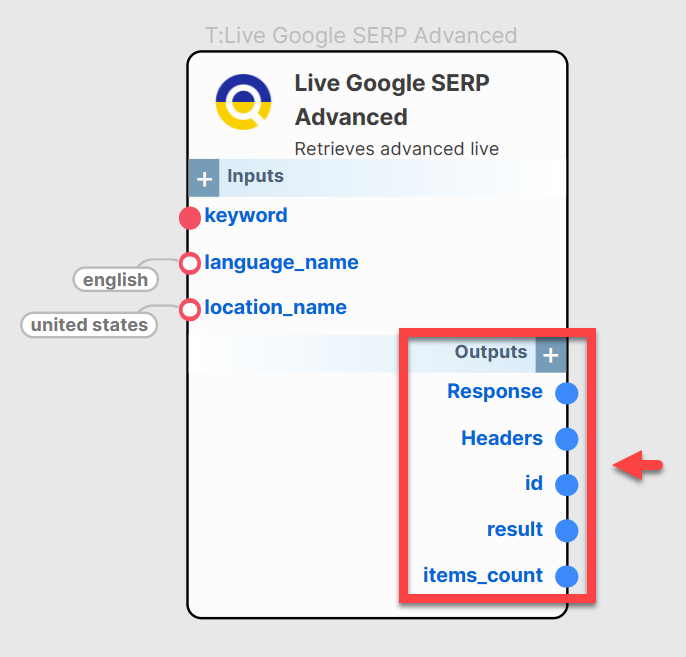 T:Live Google SERP Advanced
Live Google SERP
Advanced
Retrieves advanced live
Inputs
keyword
language_name
english
location_name
united states
Outputs
Response
Headers
id
result
items_count